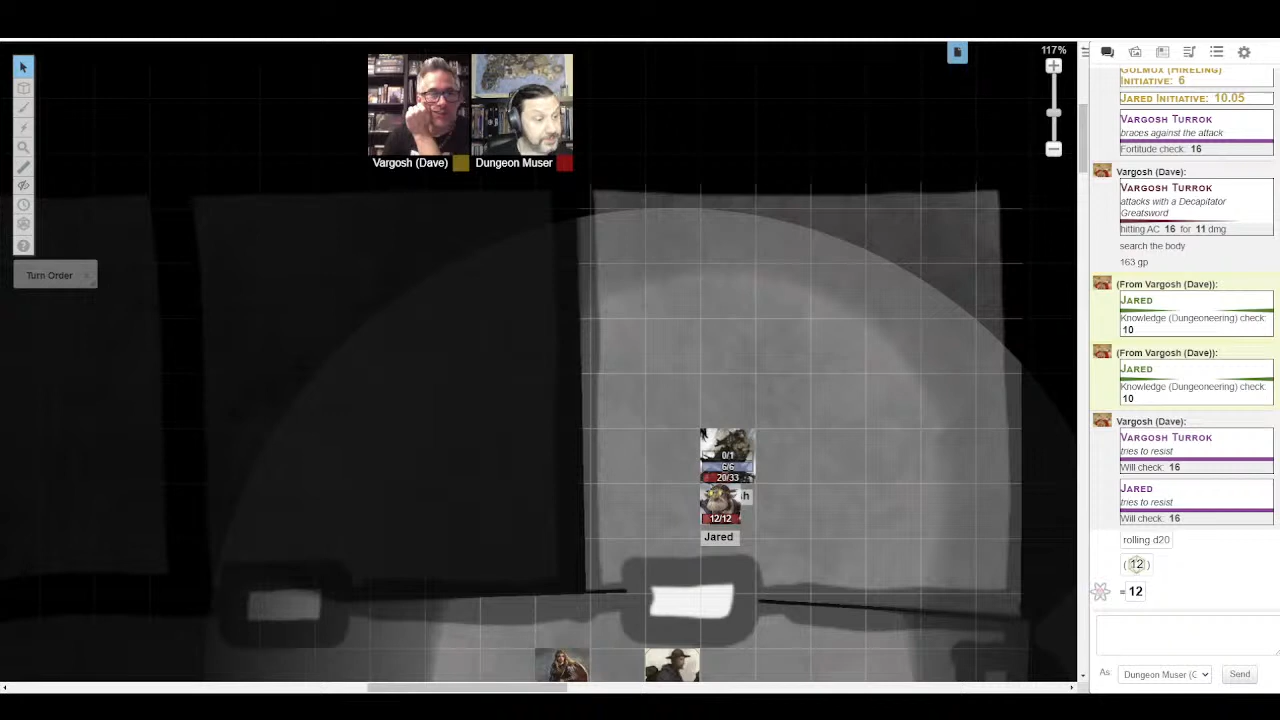 117%
Vargosh (Dave)
Dungeon Muser
Turn Order
0/1
6/6
20/33
h
12/12
Jared
GOLMUX (HIRELING)
INITIATIVE: 6
JARED INITIATIVE: 10.05
VARGOSH TURROK
braces against the attack
Fortitude check: 16
Vargosh (Dave):
VARGOSH TURROK
attacks with a Decapitator
Greatsword
hitting AC 16 for 11 dmg
search the body
163 gp
(From Vargosh (Dave)):
JARED
Knowledge (Dungeoneering) check:
10
(From Vargosh (Dave)):
JARED
Knowledge (Dungeoneering) check:
10
Vargosh (Dave):
VARGOSH TURROK
tries to resist
Will check: 16
JARED
tries to resist
Will check: 16
rolling d20
(12)
=12
As: Dungeon Muser (G
Send